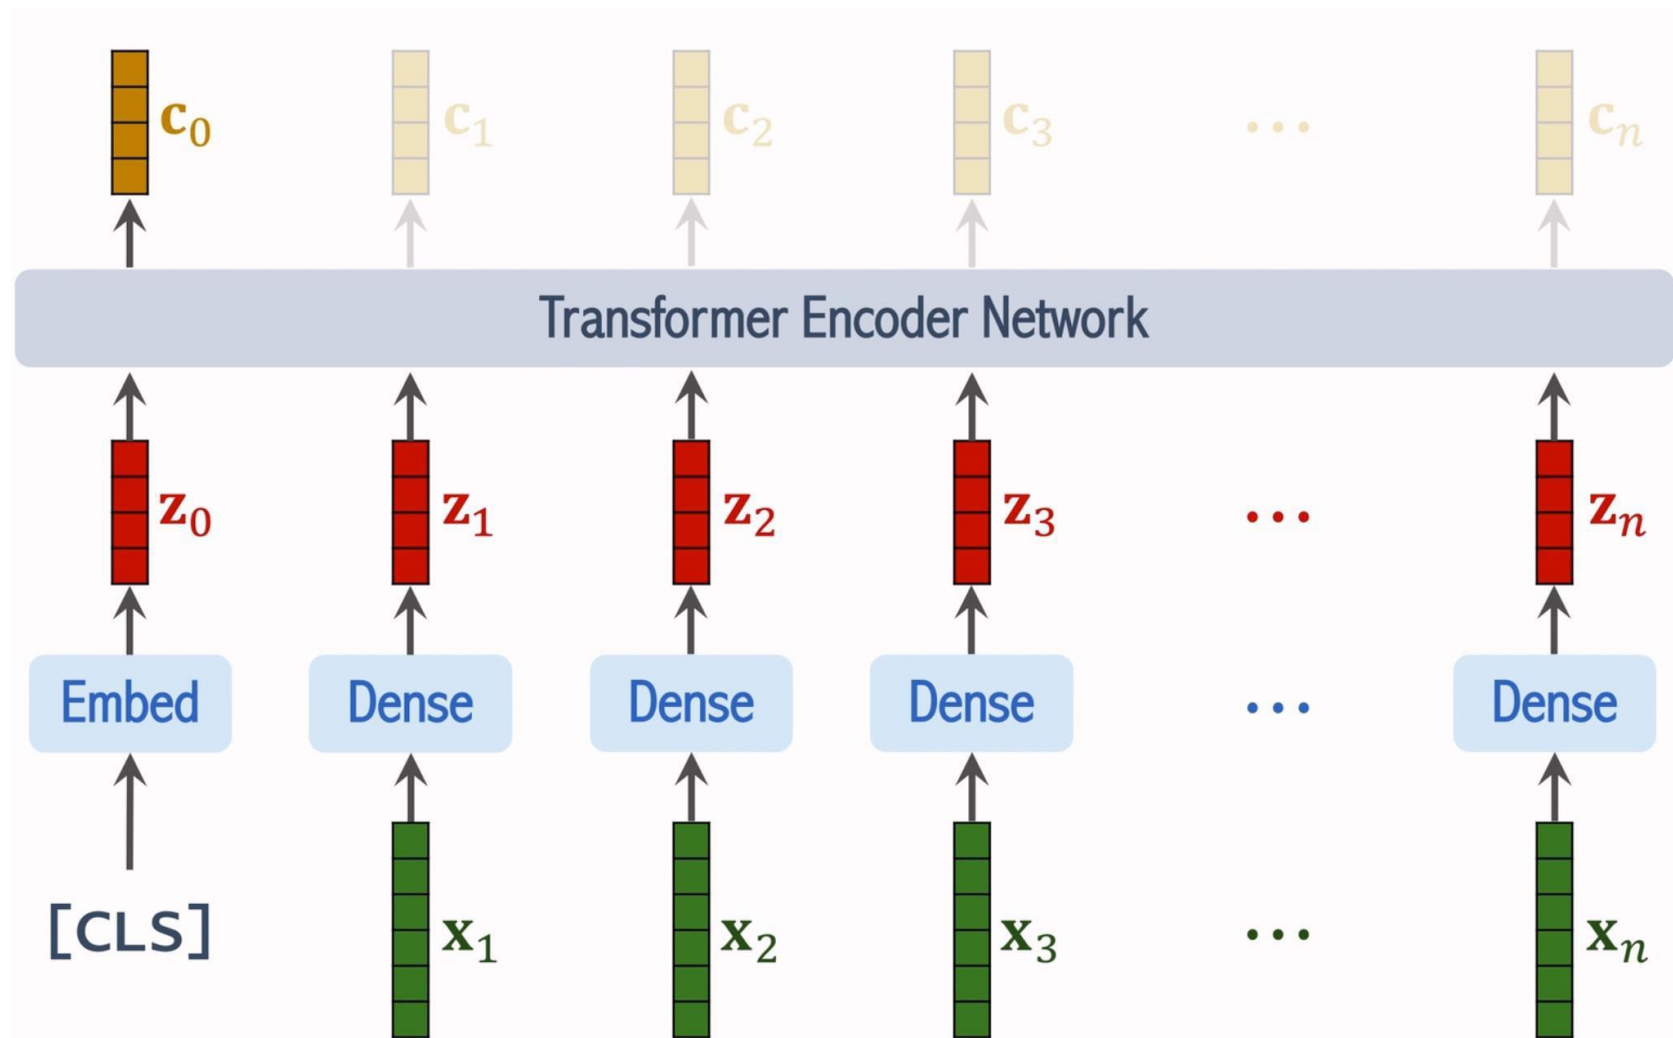 c₀ c₁ c₂ c₃ ... cₙ
Transformer Encoder Network
z₀ z₁ z₂ z₃ ... zₙ
Embed Dense Dense Dense ... Dense
[CLS] x₁ x₂ x₃ ... xₙ